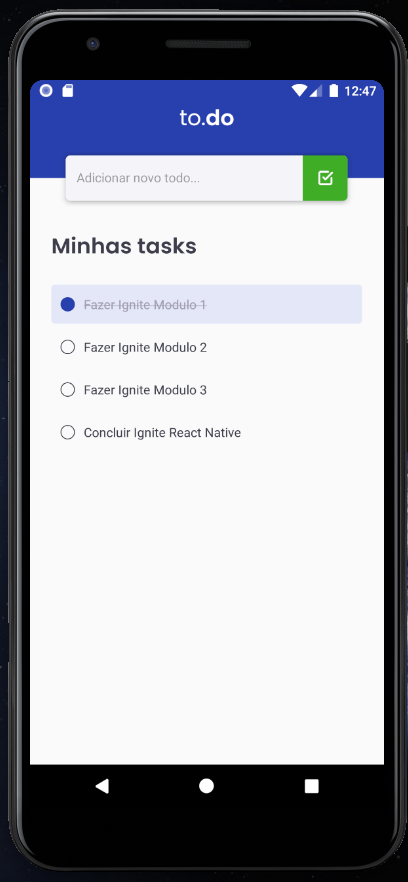 12:47
to.do
Adicionar novo todo...
Minhas tasks
Fazer Ignite Modulo 1
Fazer Ignite Modulo 2
Fazer Ignite Modulo 3
Concluir Ignite React Native